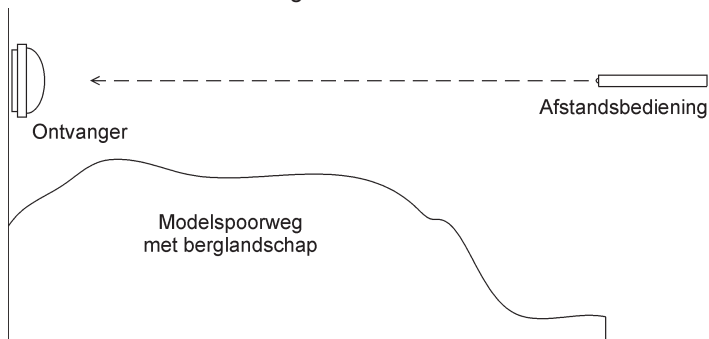 Ontvanger
Afstandsbediening
Modelspoorweg
met berglandschap